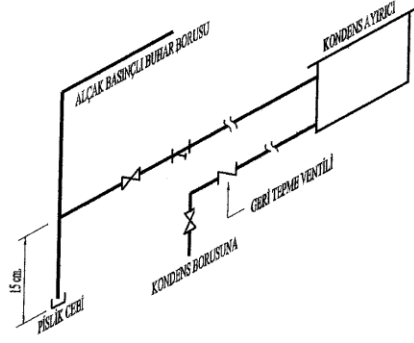 ALÇAK BASINÇLI BUHAR BORUSU
KONDENS AYIRICI
GERİ TEPME VENTİLİ
KONDENS BORUSUNA
15 cm.
PİSLİK CEBİ